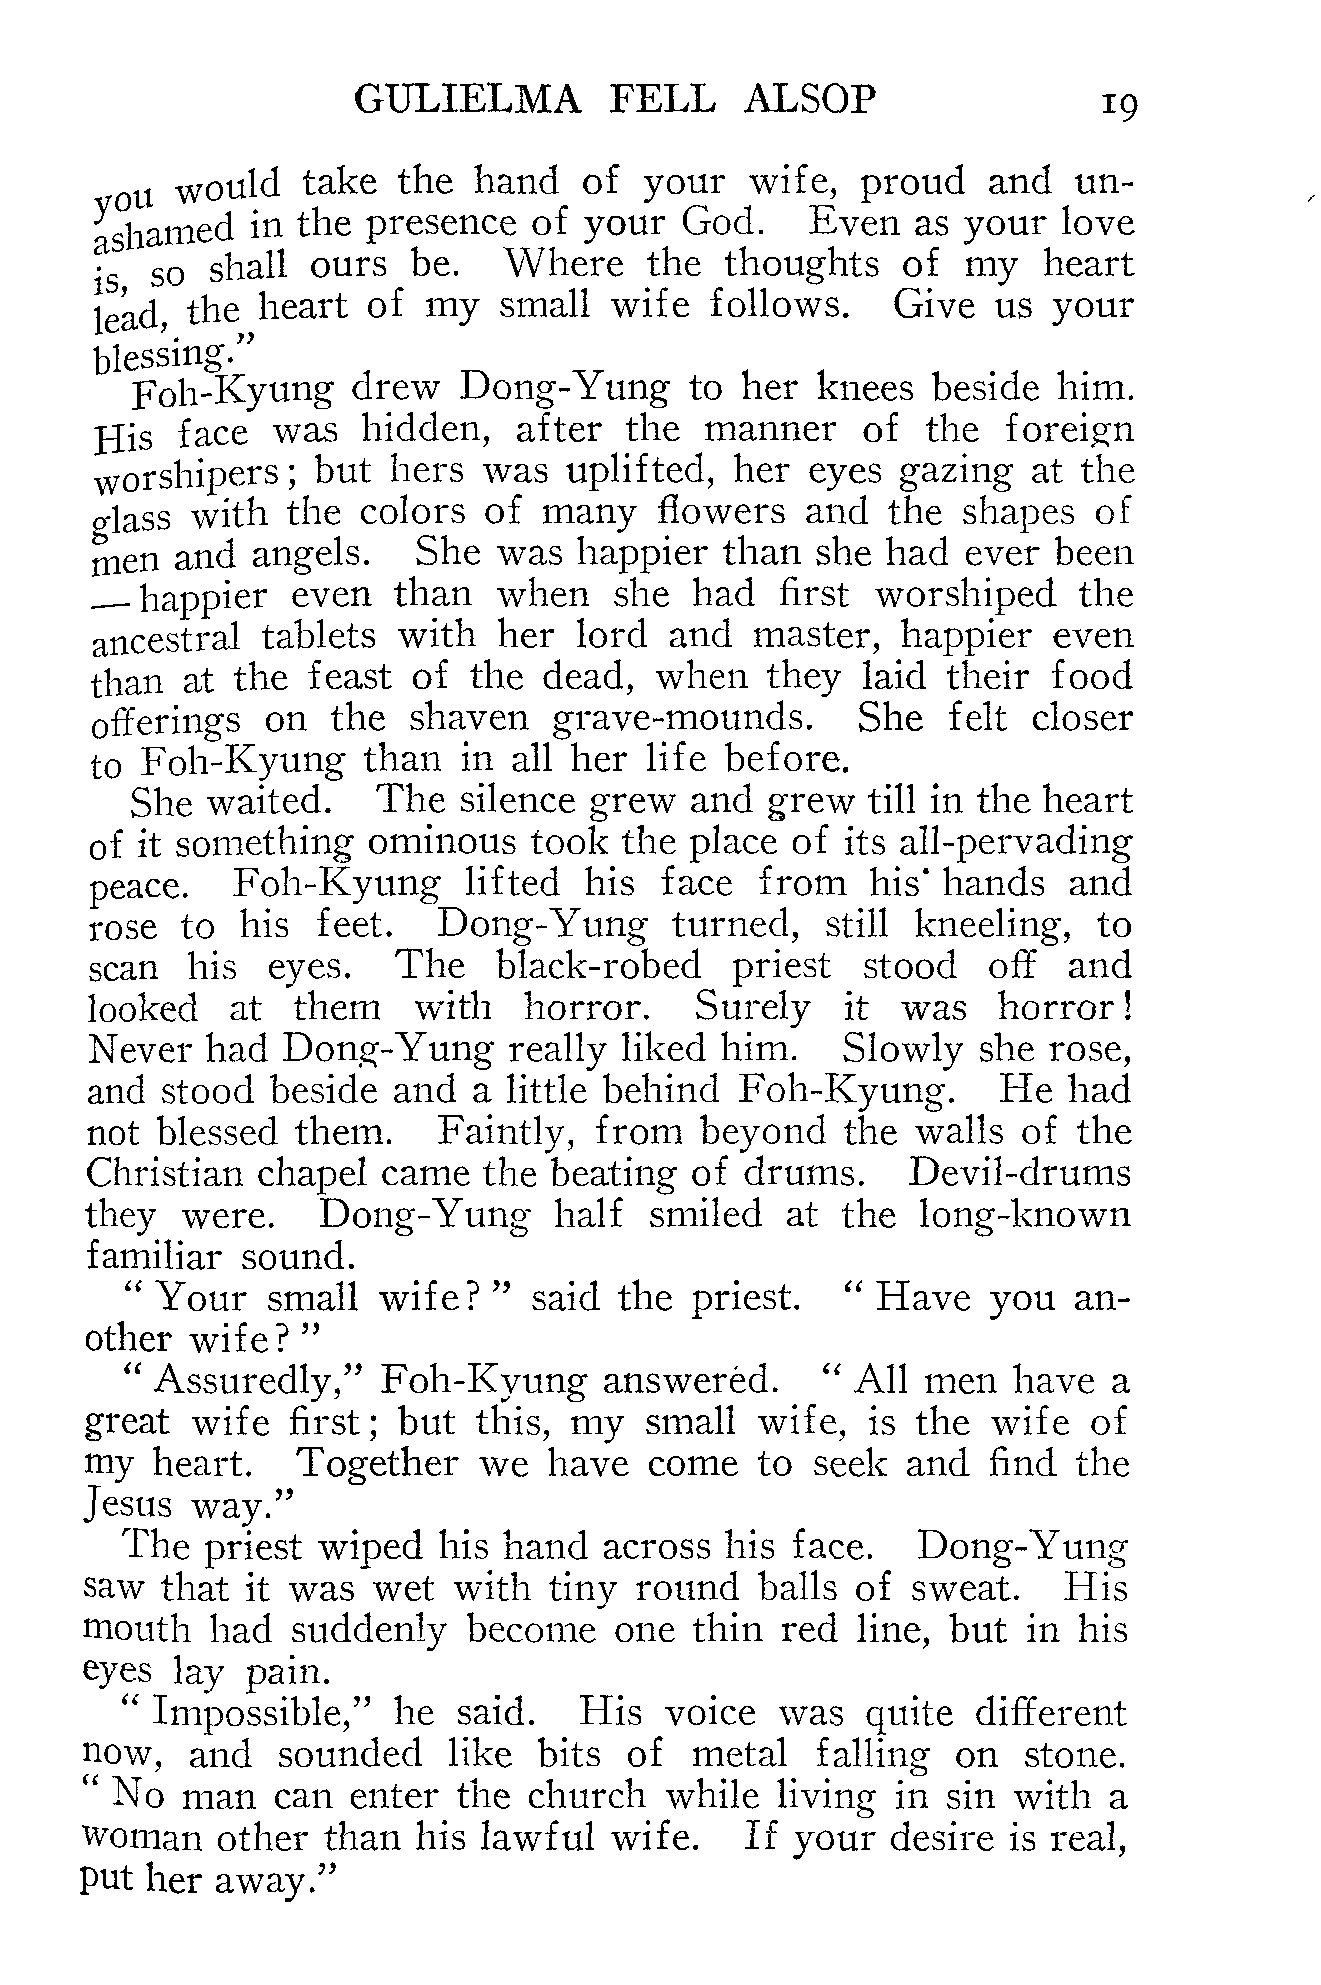 GULIELMA FELL ALSOP 19
you would take the hand of your wife, proud and un-
ashamed in the presence of your God. Even as your love
is, so shall ours be. Where the thoughts of my heart
lead, the heart of my small wife follows. Give us your
blessing."
Foh-Kyung drew Dong-Yung to her knees beside him.
His face was hidden, after the manner of the foreign
worshipers; but hers was uplifted, her eyes gazing at the
glass with the colors of many flowers and the shapes of
men and angels. She was happier than she had ever been
— happier even than when she had first worshiped the
ancestral tablets with her lord and master, happier even
than at the feast of the dead, when they laid their food
offerings on the shaven grave-mounds. She felt closer
to Foh-Kyung than in all her life before.
She waited. The silence grew and grew till in the heart
of it something ominous took the place of its all-pervading
peace. Foh-Kyung lifted his face from his hands and
rose to his feet. Dong-Yung turned, still kneeling, to
scan his eyes. The black-robed priest stood off and
looked at them with horror. Surely it was horror!
Never had Dong-Yung really liked him. Slowly she rose,
and stood beside and a little behind Foh-Kyung. He had
not blessed them. Faintly, from beyond the walls of the
Christian chapel came the beating of drums. Devil-drums
they were. Dong-Yung half smiled at the long-known
familiar sound.
" Your small wife? " said the priest. " Have you an-
other wife? "
" Assuredly," Foh-Kyung answered. " All men have a
great wife first; but this, my small wife, is the wife of
my heart. Together we have come to seek and find the
Jesus way."
The priest wiped his hand across his face. Dong-Yung
saw that it was wet with tiny round balls of sweat. His
mouth had suddenly become one thin red line, but in his
eyes lay pain.
" Impossible," he said. His voice was quite different
now, and sounded like bits of metal falling on stone.
" No man can enter the church while living in sin with a
woman other than his lawful wife. If your desire is real,
put her away."